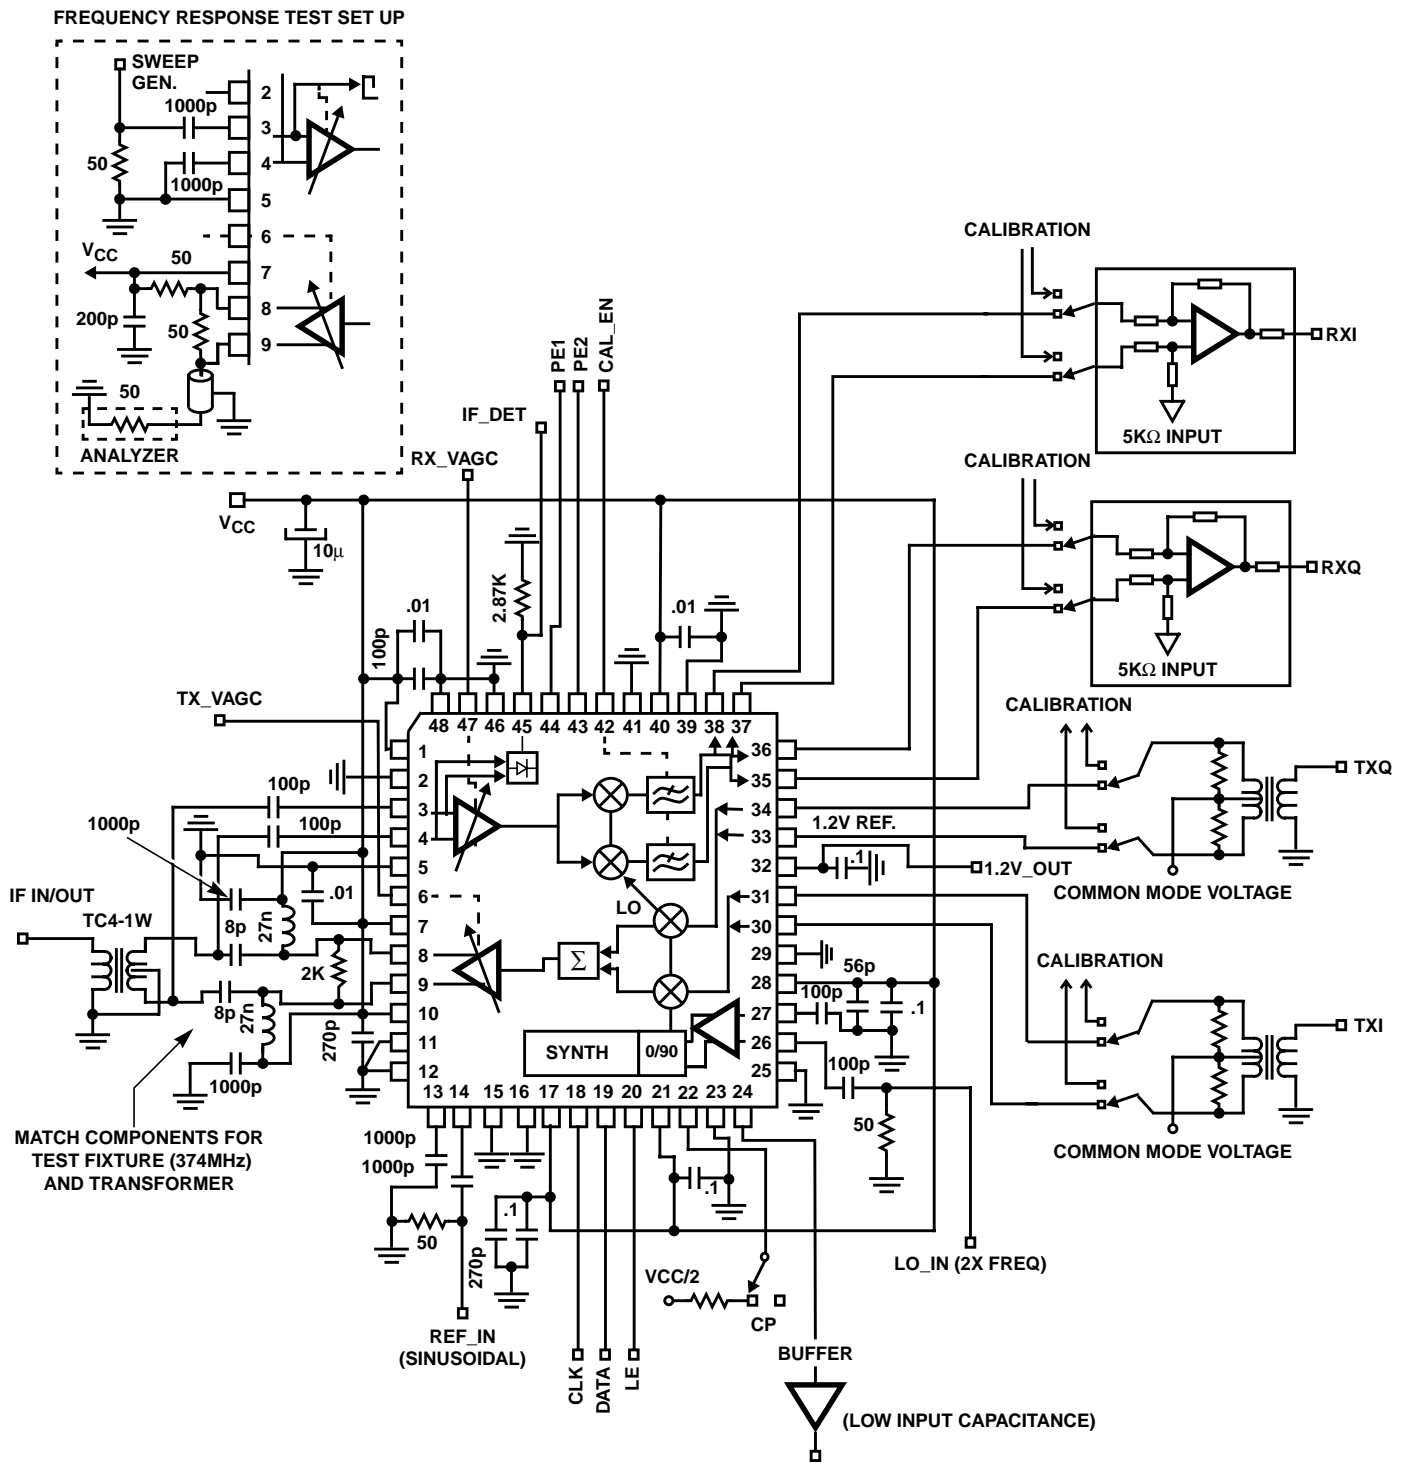 FREQUENCY RESPONSE TEST SET UP
SWEEP
GEN.
1000p
50
1000p
2
3
4
5
6
7
8
9
VCC
50
200p
50
50
ANALYZER
CALIBRATION
RXI
5KΩ INPUT
CALIBRATION
RXQ
5KΩ INPUT
PE1
PE2
CAL_EN
IF_DET
RX_VAGC
VCC
10μ
2.87K
.01
100p
.01
TX_VAGC
48
47
46
45
44
43
42
41
40
39
38
37
1
2
3
4
5
6
7
8
9
10
11
12
36
35
34
33
32
31
30
29
28
27
26
25
13
14
15
16
17
18
19
20
21
22
23
24
100p
100p
1000p
.01
IF IN/OUT
TC4-1W
8p
27n
2K
8p
27n
270p
1000p
MATCH COMPONENTS FOR
TEST FIXTURE (374MHz)
AND TRANSFORMER
LO
Σ
SYNTH
0/90
1.2V REF.
.1
1.2V_OUT
56p
100p
.1
100p
50
CALIBRATION
TXQ
COMMON MODE VOLTAGE
CALIBRATION
TXI
COMMON MODE VOLTAGE
1000p
1000p
50
.1
270p
.1
REF_IN
(SINUSOIDAL)
CLK
DATA
LE
VCC/2
CP
LO_IN (2X FREQ)
BUFFER
(LOW INPUT CAPACITANCE)